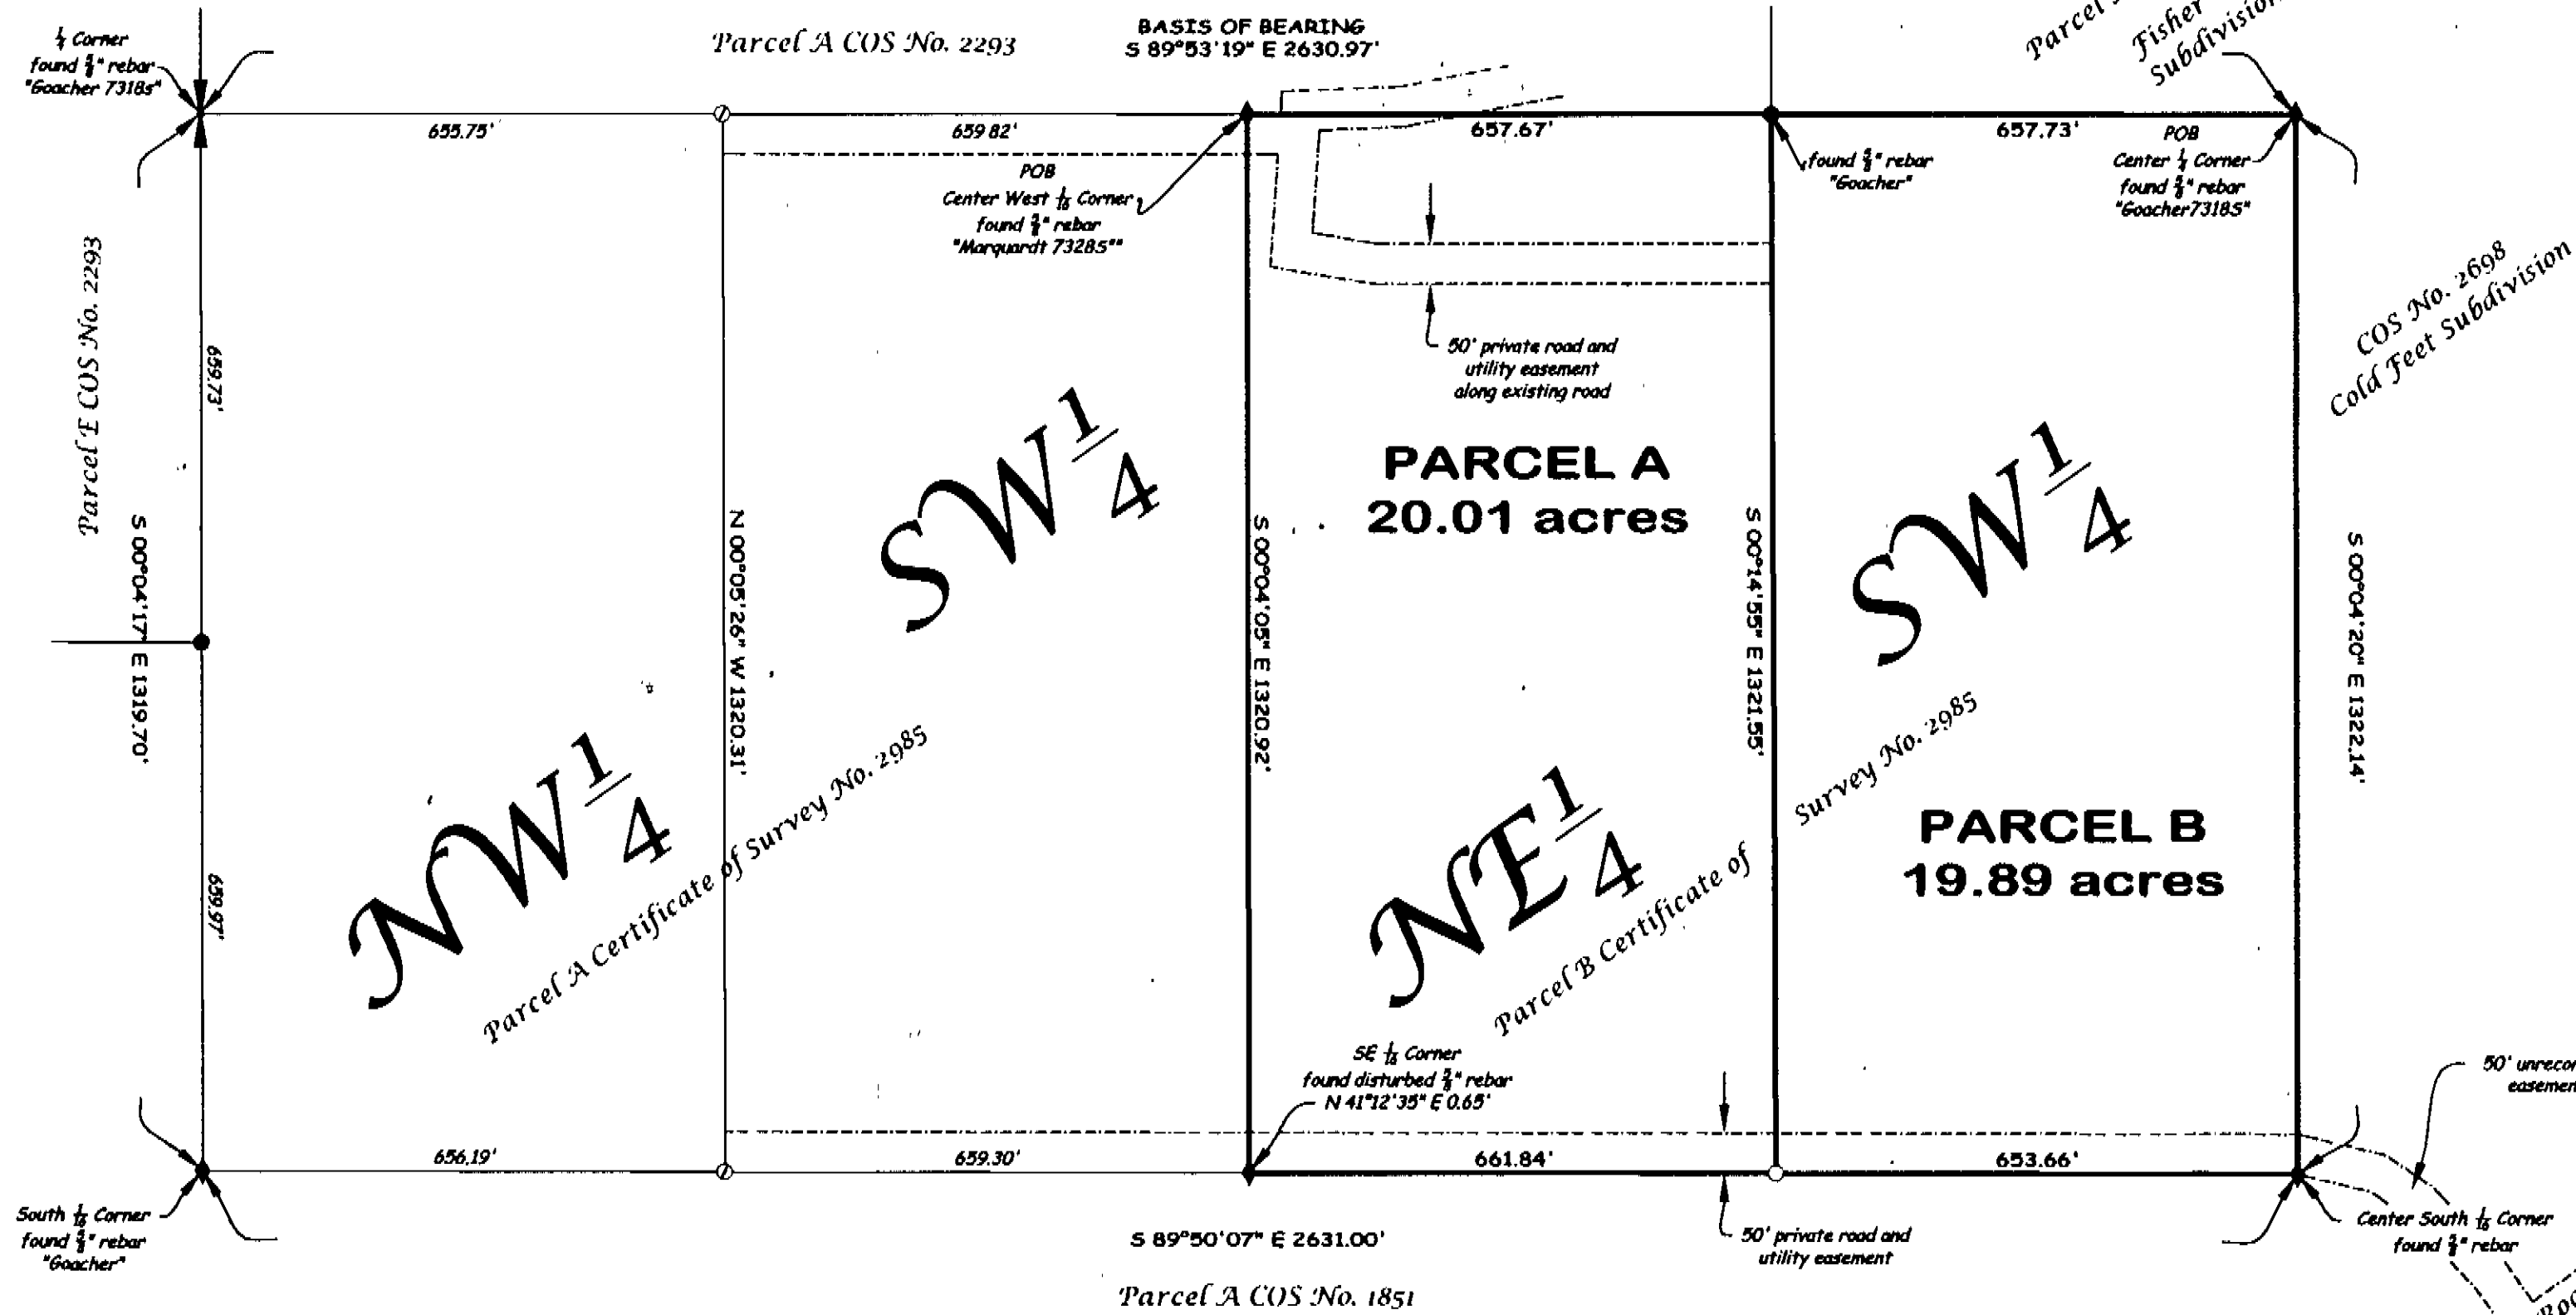 ¼ Corner
found ⅝" rebar
"Goacher 7318s"
Parcel A COS No. 2293
BASIS OF BEARING
S 89°53'19" E 2630.97'
Fisher
Subdivision
655.75'
659.82'
657.67'
657.73'
POB
Center West 1/16 Corner
found ⅝" rebar
"Marquardt 7328S""
found ⅝" rebar
"Goacher"
POB
Center ¼ Corner
found ⅝" rebar
"Goacher7318S"
Parcel E COS No. 2293
659.73'
S 00°04'17" E 1319.70'
659.97'
N 00°05'26" W 1320.31'
S 00°04'05" E 1320.92'
S 00°14'55" E 1321.55'
S 00°04'20" E 1322.14'
COS No. 2698
Cold Feet Subdivision
50' private road and
utility easement
along existing road
PARCEL A
20.01 acres
SW 1/4
SW 1/4
NW 1/4
NE 1/4
Parcel A Certificate of Survey No. 2985
Parcel B Certificate of
Survey No. 2985
PARCEL B
19.89 acres
SE 1/16 Corner
found disturbed ⅝" rebar
N 41°12'35" E 0.65'
656.19'
659.30'
661.84'
653.66'
South 1/16 Corner
found ⅝" rebar
"Goacher"
S 89°50'07" E 2631.00'
50' private road and
utility easement
Center South 1/16 Corner
found ⅝" rebar
Parcel A COS No. 1851